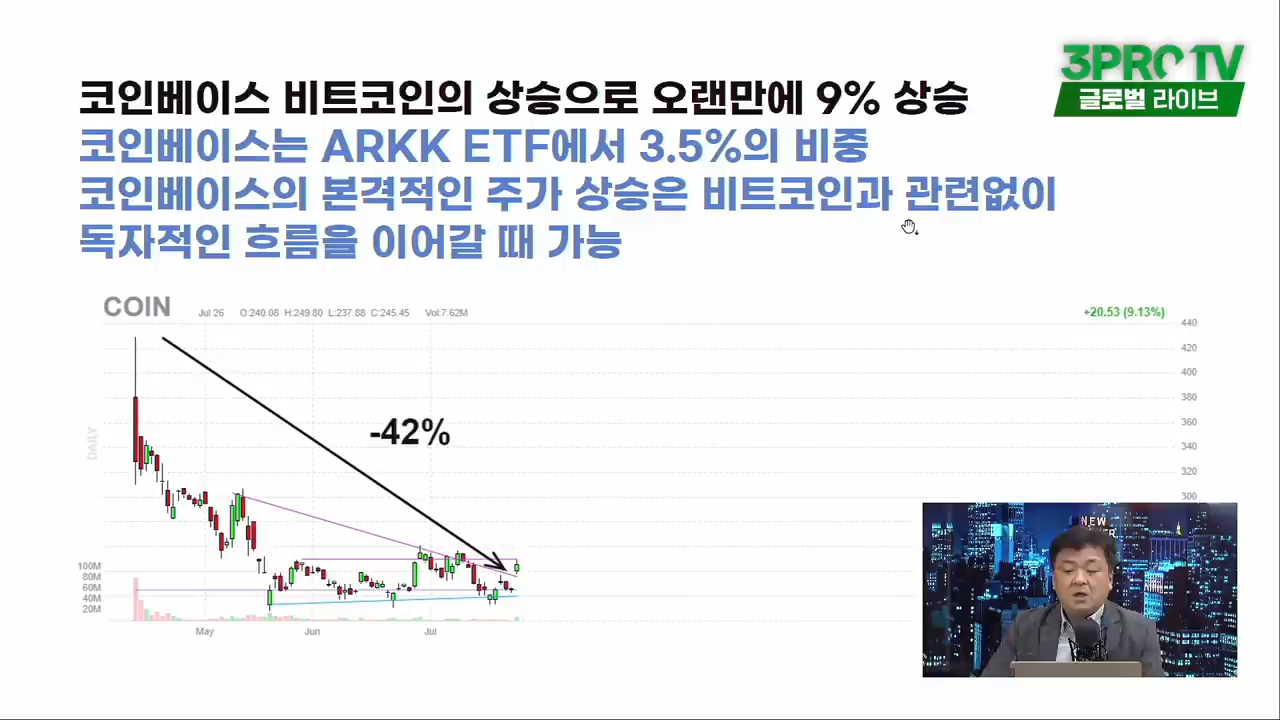 3PRO TV
글로벌 라이브
코인베이스 비트코인의 상승으로 오랜만에 9% 상승
코인베이스는 ARKK ETF에서 3.5%의 비중
코인베이스의 본격적인 주가 상승은 비트코인과 관련없이
독자적인 흐름을 이어갈 때 가능
COIN Jul 26 O:240.08 H:249.80 L:237.88 C:245.45 Vol:7.62M +20.53 (9.13%)
440
420
400
380
-42%
360
340
DAILY
320
300
NEW
100M
80M
60M
40M
20M
May Jun Jul